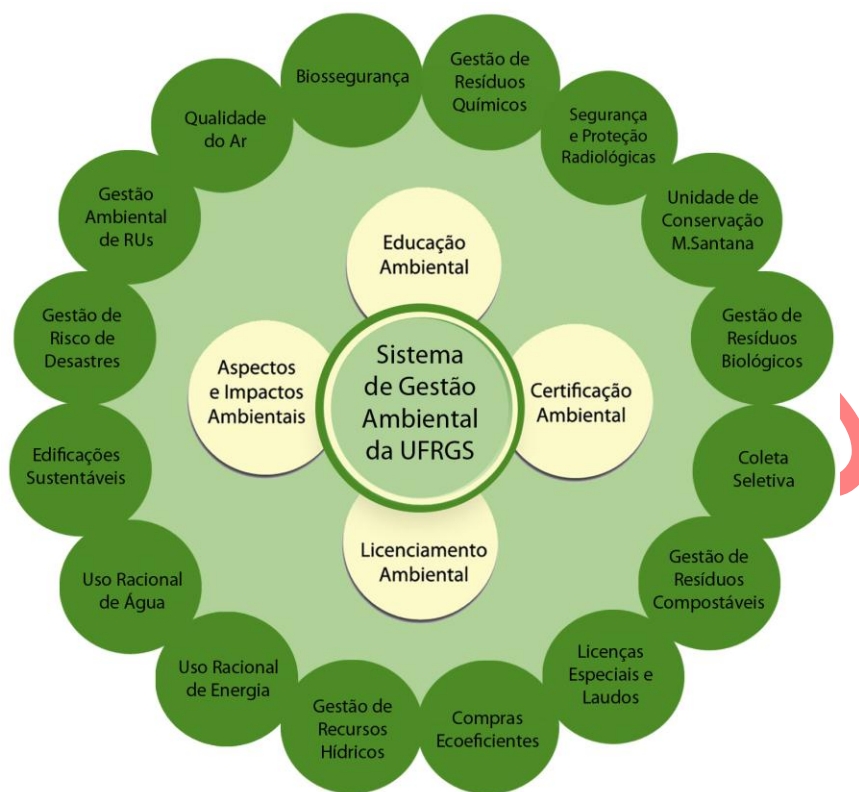 Biossegurança
Gestão de
Resíduos
Químicos
Segurança
e Proteção
Radiológicas
Unidade de
Conservação
M.Santana
Gestão de
Resíduos
Biológicos
Coleta
Seletiva
Gestão de
Resíduos
Compostáveis
Licenças
Especiais e
Laudos
Compras
Ecoeficientes
Gestão de
Recursos
Hídricos
Uso Racional
de Energia
Uso Racional
de Água
Edificações
Sustentáveis
Gestão de
Risco de
Desastres
Gestão
Ambiental
de RUs
Qualidade
do Ar
Educação
Ambiental
Certificação
Ambiental
Licenciamento
Ambiental
Aspectos
e Impactos
Ambientais
Sistema
de Gestão
Ambiental
da UFRGS